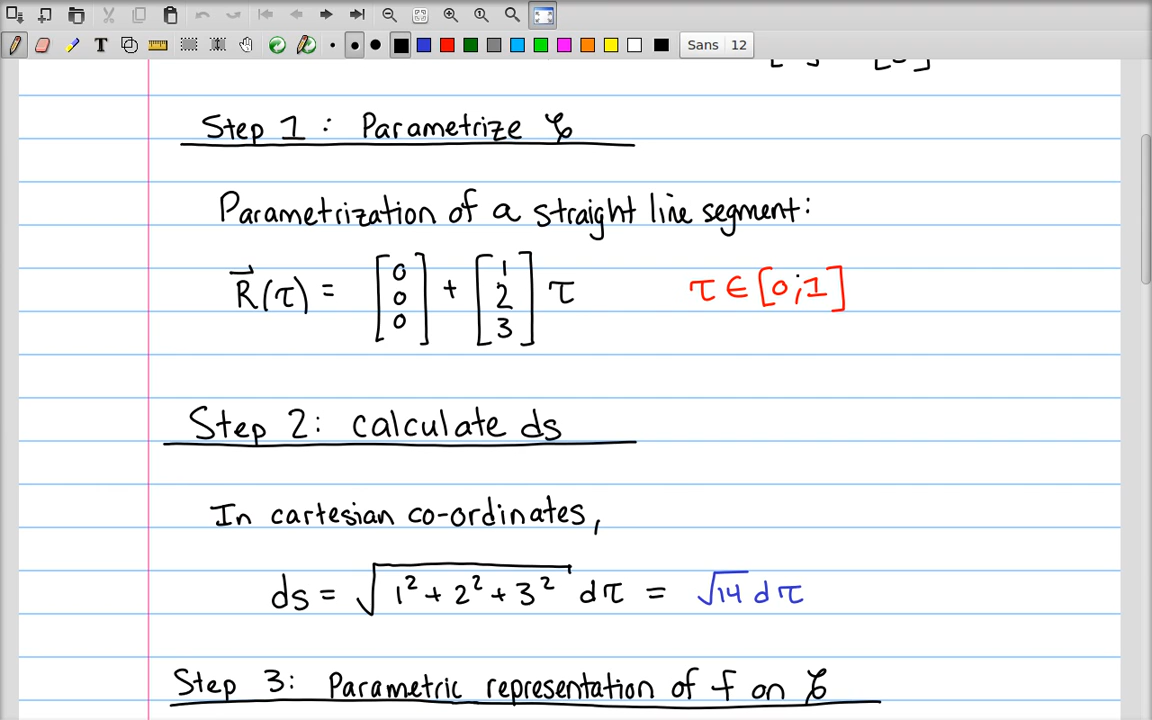 Sans 12
Step 1 : Parametrize 𝒞
Parametrization of a straight line segment:
R⃗(τ) = [0 0 0] + [1 2 3] τ τ ∈ [0;1]
Step 2: calculate ds
In cartesian co-ordinates,
ds = √(1² + 2² + 3²) dτ = √14 dτ
Step 3: Parametric representation of f on 𝒞